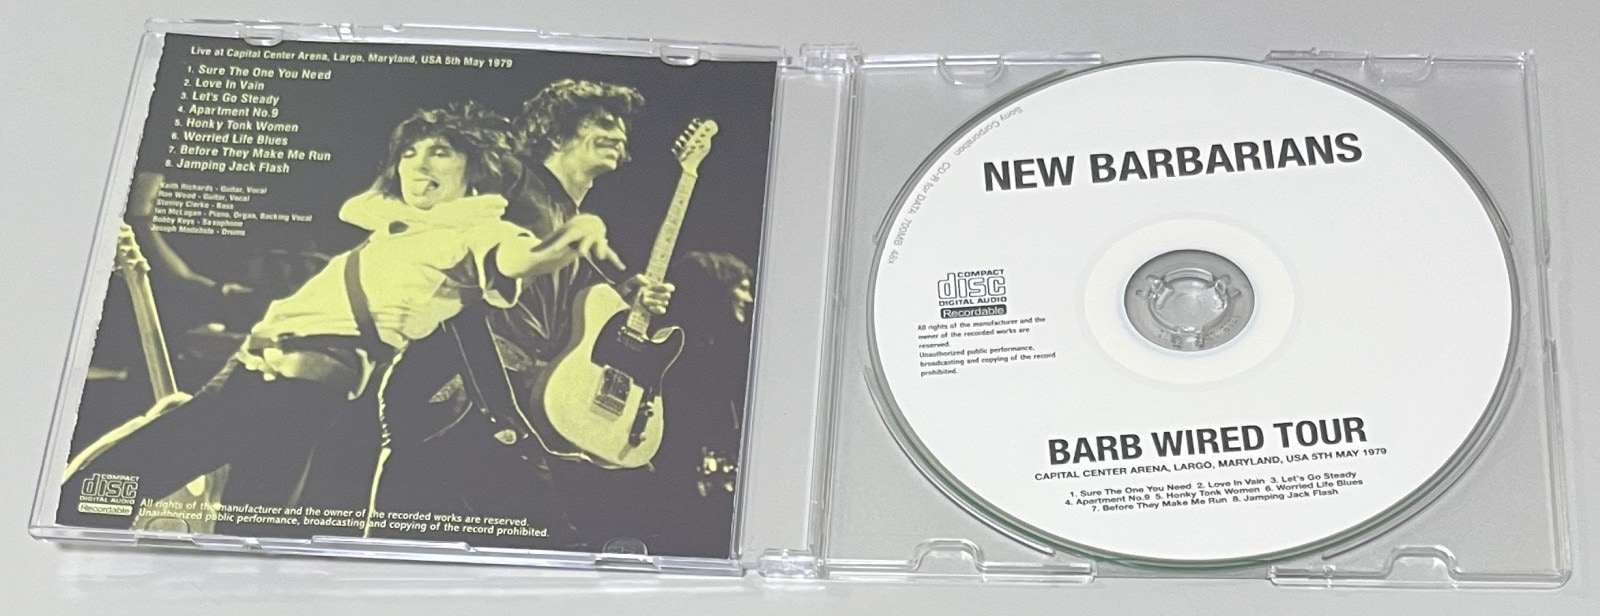 Live at Capital Center Arena, Largo, Maryland, USA 5th May 1979
1. Sure The One You Need
2. Love In Vain
3. Let's Go Steady
4. Apartment No.9
5. Honky Tonk Women
6. Worried Life Blues
7. Before They Make Me Run
8. Jamping Jack Flash
Keith Richards - Guitar, Vocal
Ron Wood - Guitar, Vocal
Stanley Clarke - Bass
Ian McLagan - Piano, Organ, Backing Vocal
Bobby Keys - Saxophone
Joseph Modeliste - Drums
COMPACT
disc
DIGITAL AUDIO
Recordable
All rights of the manufacturer and the owner of the recorded works are reserved.
Unauthorized public performance, broadcasting and copying of the record prohibited.
Sony Corporation CD-R for DATA 700MB 48x
NEW BARBARIANS
COMPACT
disc
DIGITAL AUDIO
Recordable
All rights of the manufacturer and the
owner of the recorded works are
reserved.
Unauthorized public performance,
broadcasting and copying of the record
prohibited.
BARB WIRED TOUR
CAPITAL CENTER ARENA, LARGO, MARYLAND, USA 5TH MAY 1979
1. Sure The One You Need 2. Love In Vain 3. Let's Go Steady
4. Apartment No.9 5. Honky Tonk Women 6. Worried Life Blues
7. Before They Make Me Run 8. Jamping Jack Flash